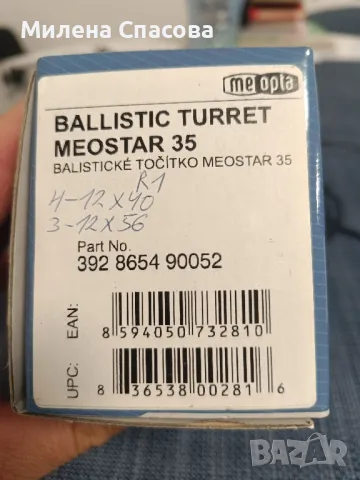 Милена Спасова
meopta
BALLISTIC TURRET
MEOSTAR 35
BALISTICKÉ TOČÍTKO MEOSTAR 35
R1
4-12x40
3-12x56
Part No.
392 8654 90052
EAN:
8 594050 732810
UPC:
8 36538 00281 6
BAZAR